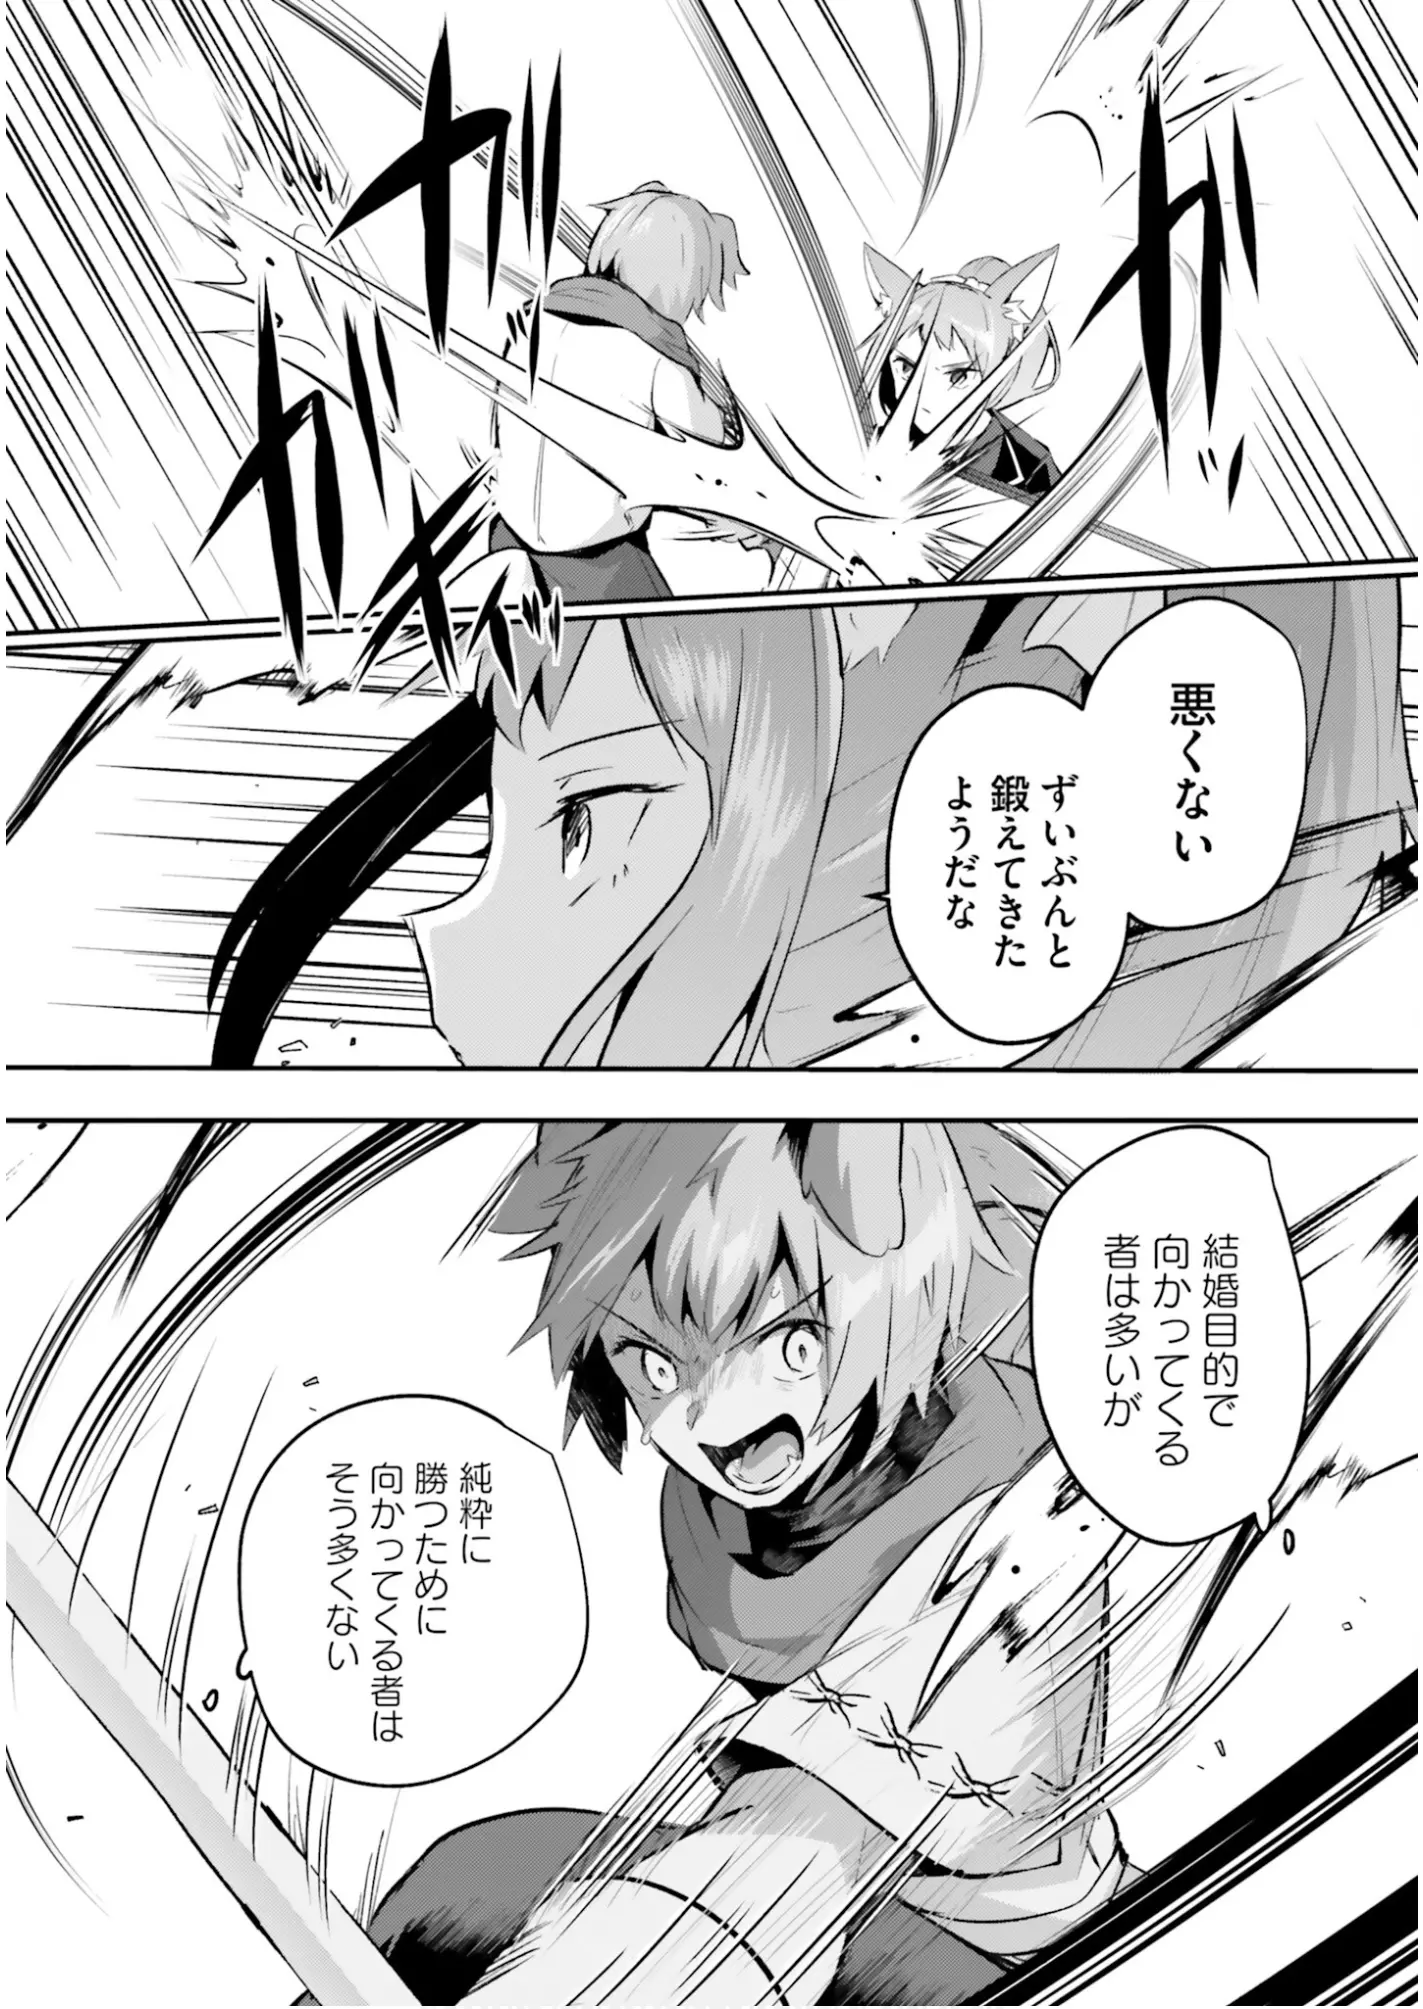 ガ
ガガ
ガギィン
悪くない
ずいぶんと
鍛えてきた
ようだな
結婚目的で
向かってくる
者は多いが
純粋に
勝つために
向かってくる者は
そう多くない